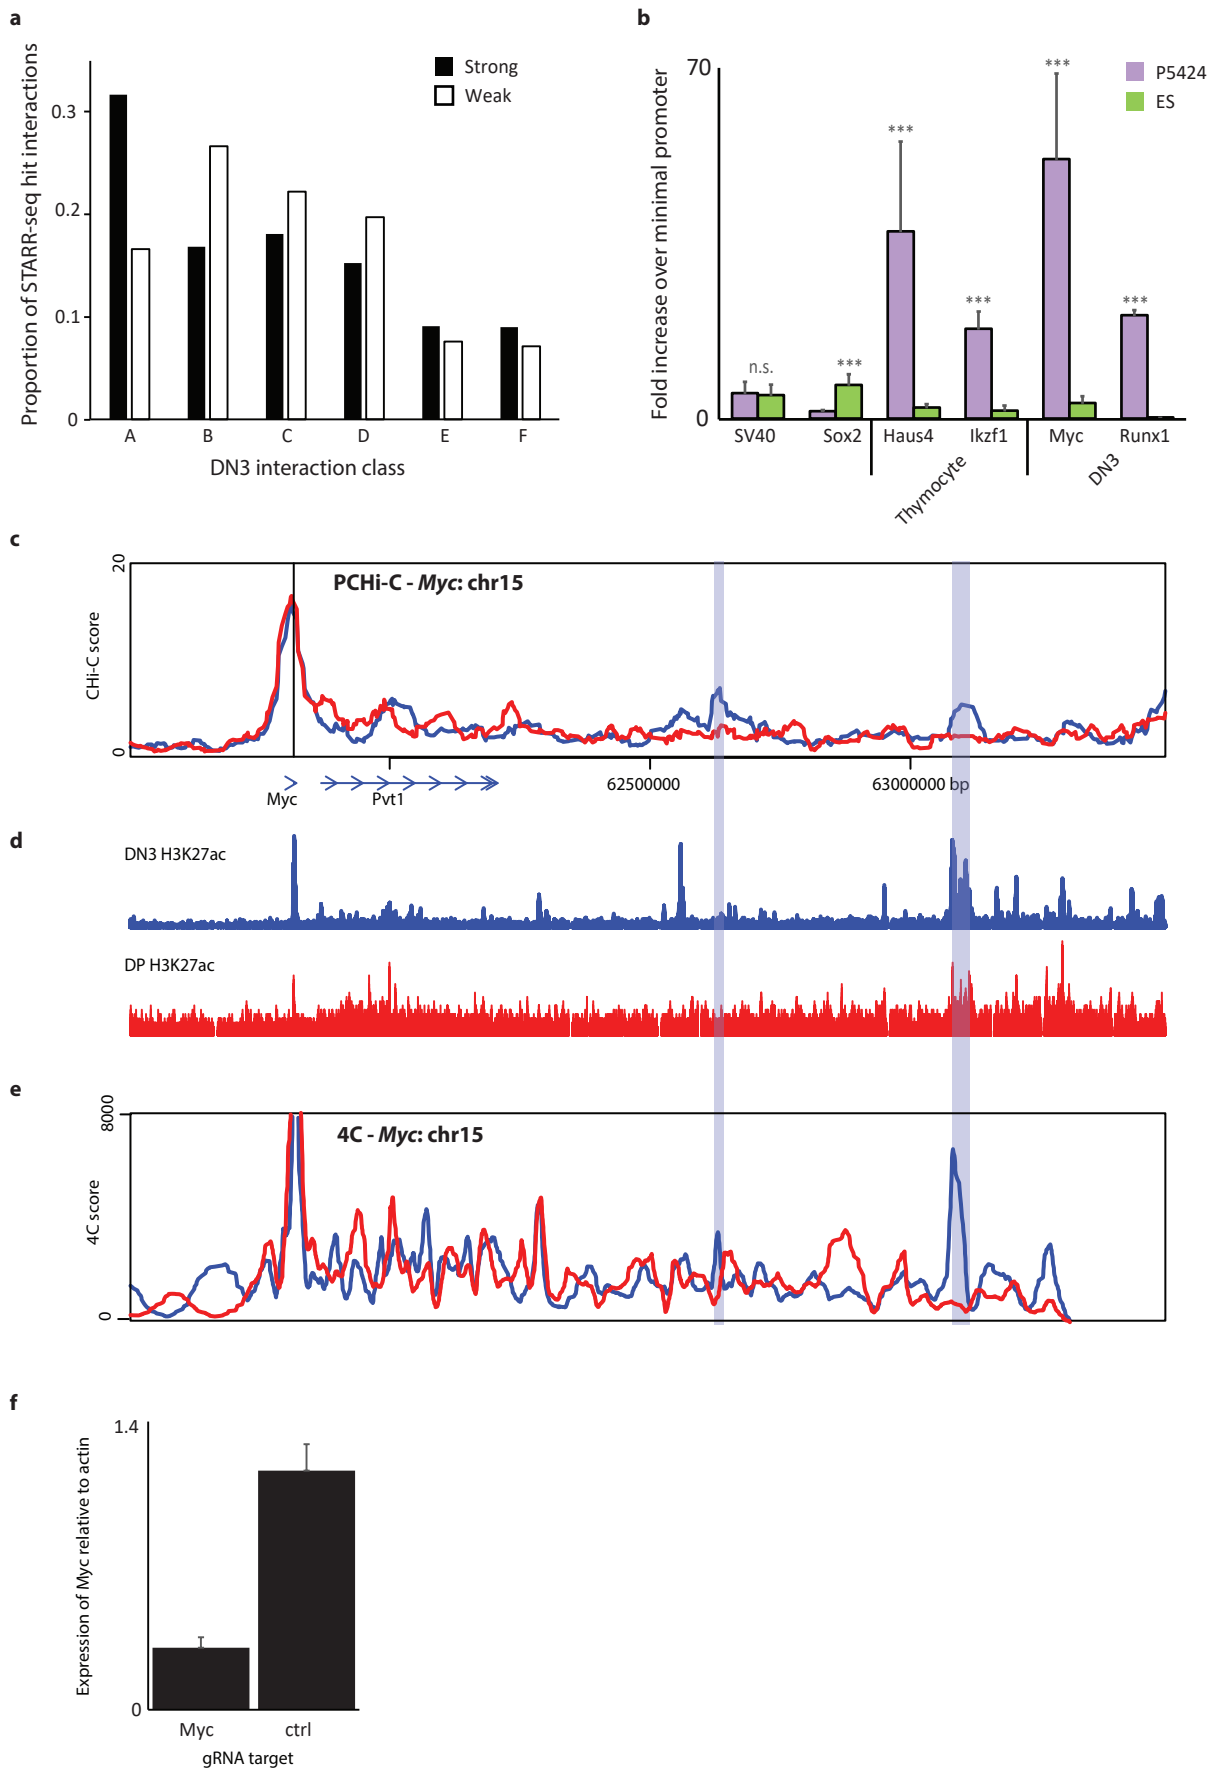 a
Proportion of STARR-seq hit interactions
0.3
0.2
0.1
0
Strong
Weak
A B C D E F
DN3 interaction class
b
Fold increase over minimal promoter
70
0
P5424
ES
n.s.
***
***
***
***
***
SV40 Sox2 Haus4 Ikzf1 Myc Runx1
Thymocyte
DN3
c
CHi-C score
20
0
PCHi-C - Myc: chr15
Myc
Pvt1
62500000
63000000 bp
d
DN3 H3K27ac
DP H3K27ac
e
4C score
8000
0
4C - Myc: chr15
f
Expression of Myc relative to actin
1.4
0
Myc ctrl
gRNA target